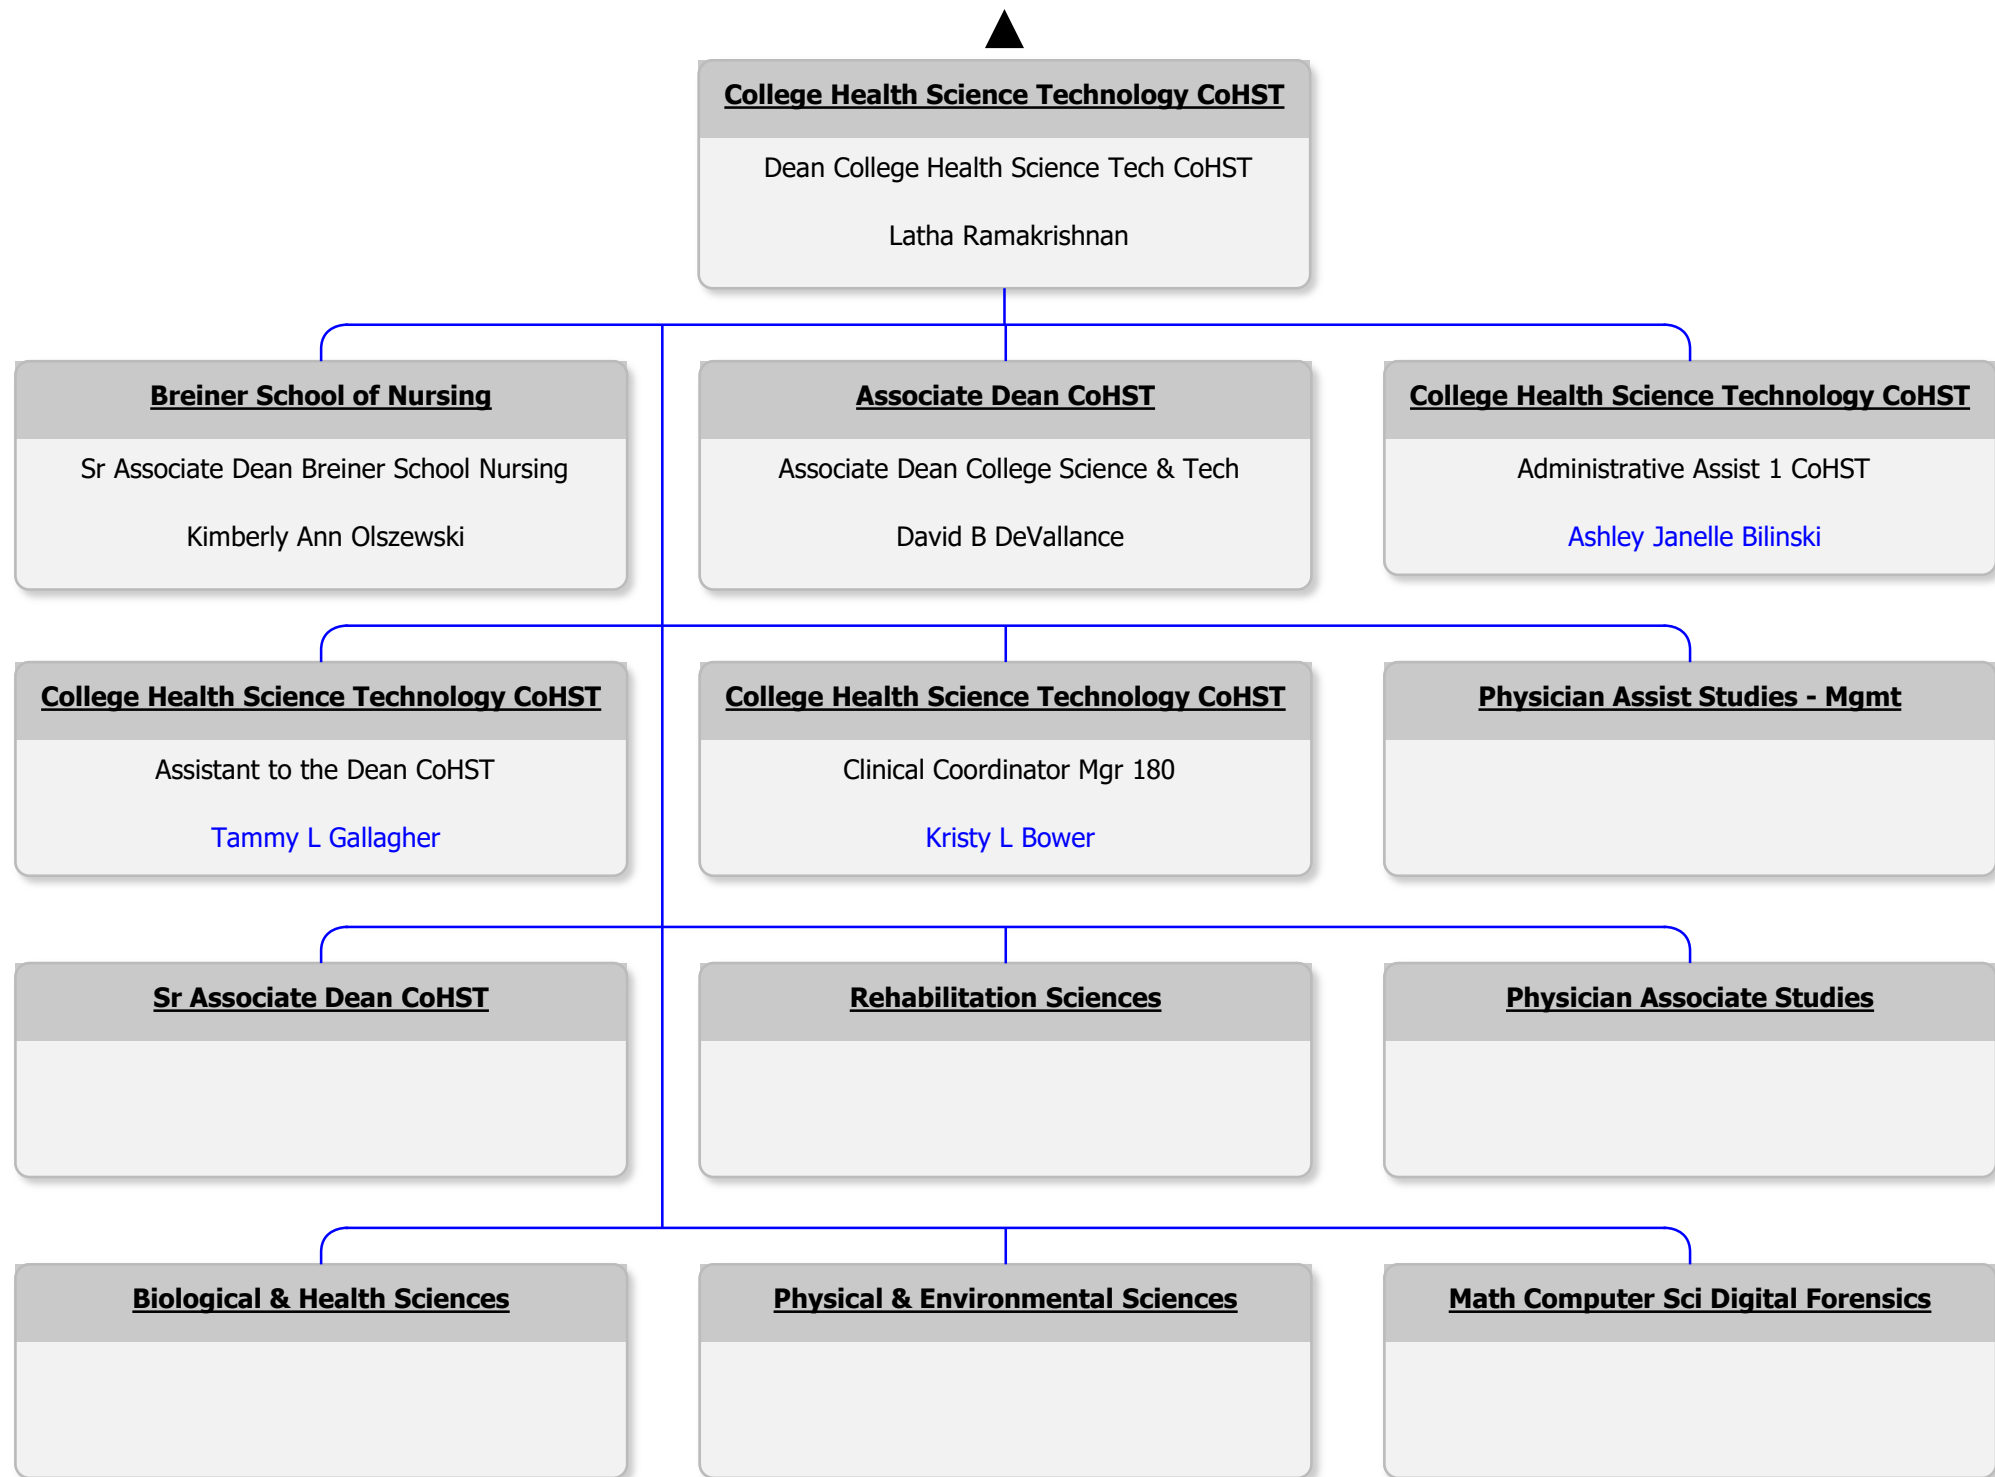 College Health Science Technology CoHST
Dean College Health Science Tech CoHST
Latha Ramakrishnan
Breiner School of Nursing
Sr Associate Dean Breiner School Nursing
Kimberly Ann Olszewski
Associate Dean CoHST
Associate Dean College Science & Tech
David B DeVallance
College Health Science Technology CoHST
Administrative Assist 1 CoHST
Ashley Janelle Bilinski
College Health Science Technology CoHST
Assistant to the Dean CoHST
Tammy L Gallagher
College Health Science Technology CoHST
Clinical Coordinator Mgr 180
Kristy L Bower
Physician Assist Studies - Mgmt
Sr Associate Dean CoHST
Rehabilitation Sciences
Physician Associate Studies
Biological & Health Sciences
Physical & Environmental Sciences
Math Computer Sci Digital Forensics